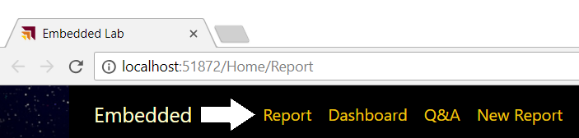 Embedded Lab
localhost:51872/Home/Report
Embedded Report Dashboard Q&A New Report